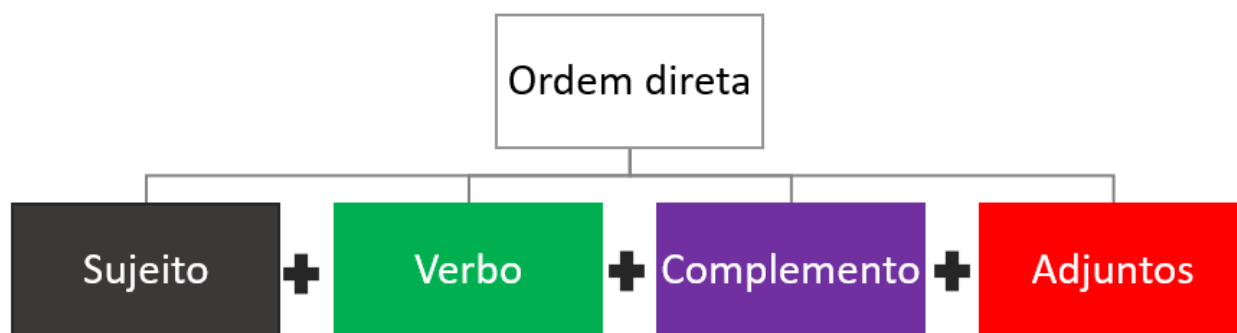 Ordem direta
Sujeito + Verbo + Complemento + Adjuntos